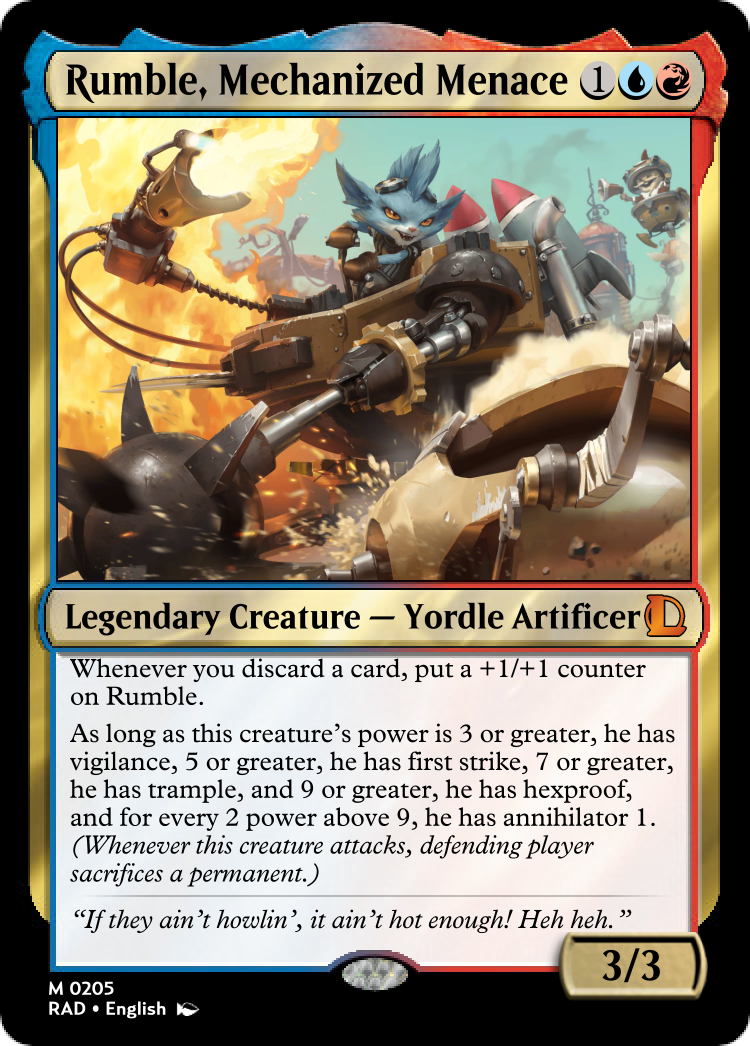 Rumble, Mechanized Menace 1
Legendary Creature — Yordle Artificer
Whenever you discard a card, put a +1/+1 counter
on Rumble.
As long as this creature's power is 3 or greater, he has
vigilance, 5 or greater, he has first strike, 7 or greater,
he has trample, and 9 or greater, he has hexproof,
and for every 2 power above 9, he has annihilator 1.
(Whenever this creature attacks, defending player
sacrifices a permanent.)
“If they ain't howlin', it ain't hot enough! Heh heh.”
3/3
M 0205
RAD • English